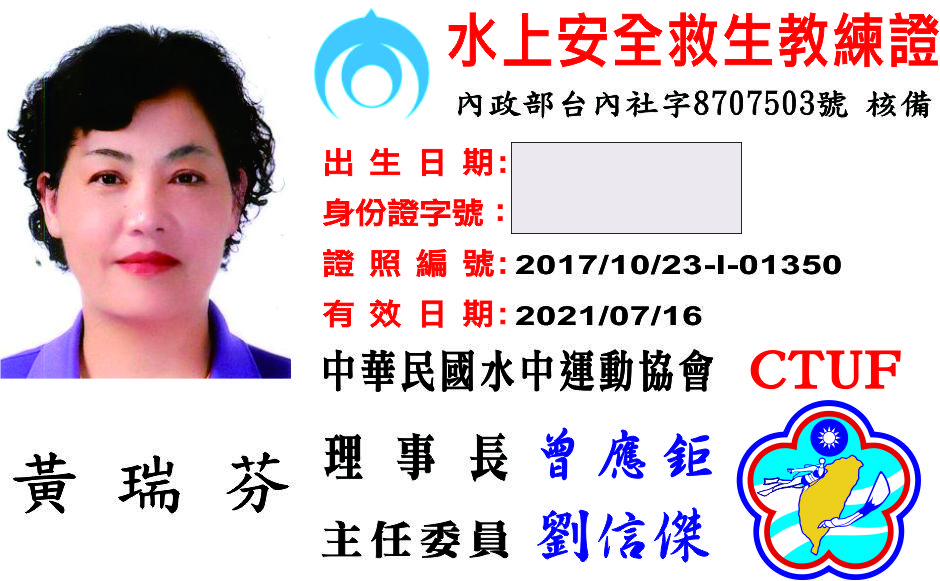 水上安全救生教練證
內政部台內社字8707503號 核備
出生日期:
身份證字號:
證照編號:2017/10/23-I-01350
有效日期:2021/07/16
中華民國水中運動協會 CTUF
黃瑞芬
理事長 曾應鉅
主任委員 劉信傑